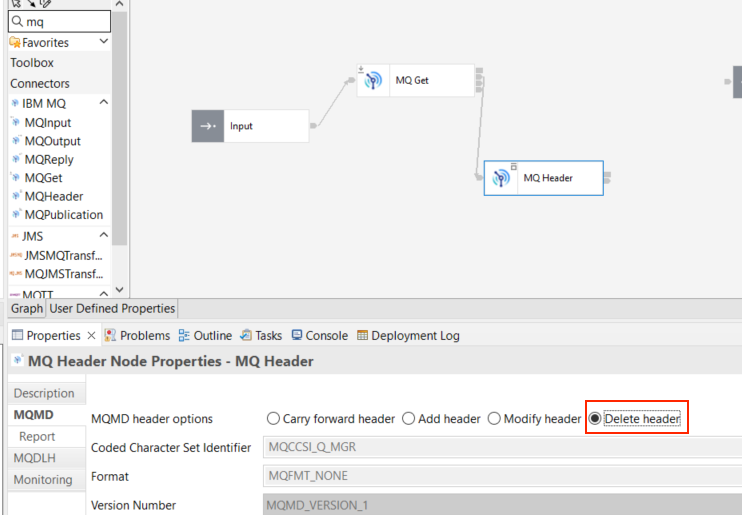 mq
Favorites
Toolbox
Connectors
IBM MQ
MQInput
MQOutput
MQReply
MQGet
MQHeader
MQPublication
JMS
JMSMQTransf...
MQJMSTransf...
MQTT
Input
MQ Get
MQ Header
Graph User Defined Properties
Properties Problems Outline Tasks Console Deployment Log
MQ Header Node Properties - MQ Header
Description
MQMD
Report
MQDLH
Monitoring
MQMD header options Carry forward header Add header Modify header Delete header
Coded Character Set Identifier MQCCSI_Q_MGR
Format MQFMT_NONE
Version Number MQMD_VERSION_1